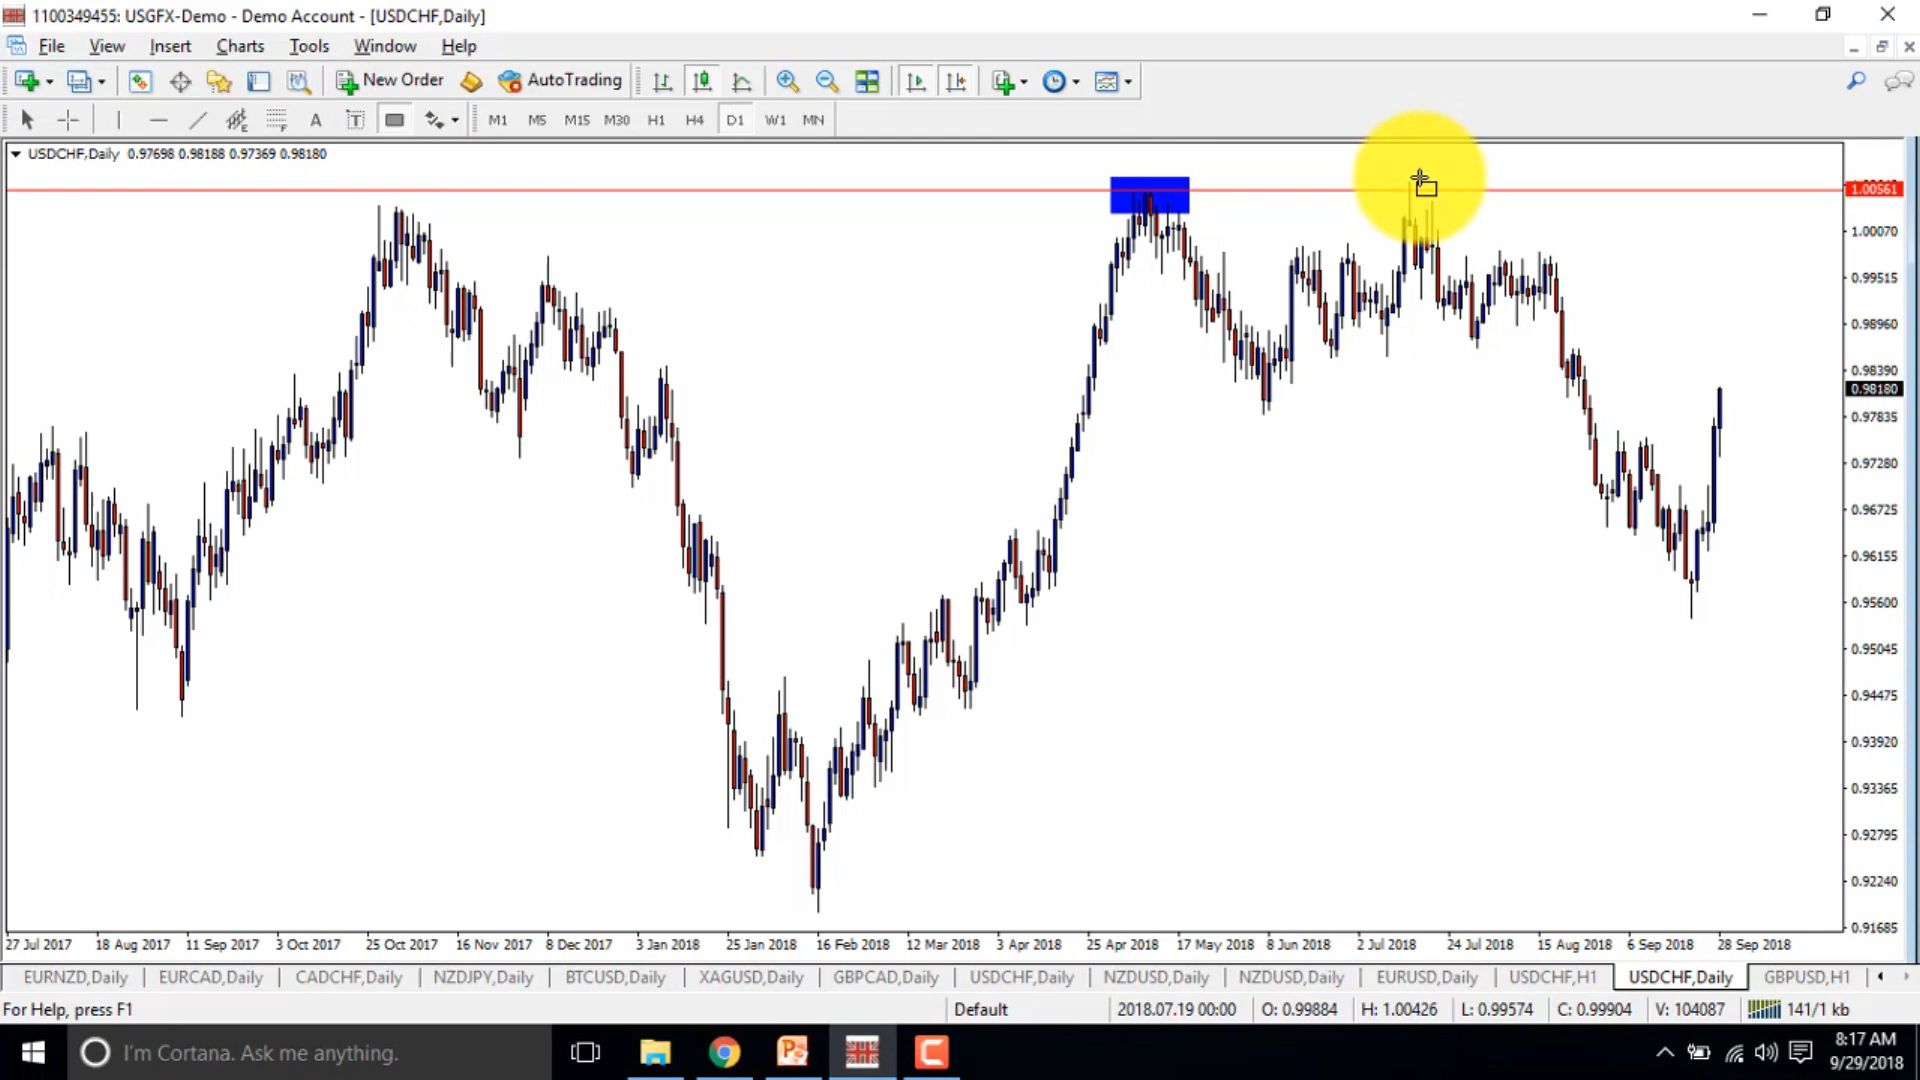 1100349455: USGFX-Demo - Demo Account - [USDCHF,Daily]
File View Insert Charts Tools Window Help
New Order AutoTrading
A T M1 M5 M15 M30 H1 H4 D1 W1 MN
USDCHF,Daily 0.97698 0.98188 0.97369 0.98180
1.00561
1.00070
0.99515
0.98960
0.98390
0.98180
0.97835
0.97280
0.96725
0.96155
0.95600
0.95045
0.94475
0.93920
0.93365
0.92795
0.92240
0.91685
27 Jul 2017 18 Aug 2017 11 Sep 2017 3 Oct 2017 25 Oct 2017 16 Nov 2017 8 Dec 2017 3 Jan 2018 25 Jan 2018 16 Feb 2018 12 Mar 2018 3 Apr 2018 25 Apr 2018 17 May 2018 8 Jun 2018 2 Jul 2018 24 Jul 2018 15 Aug 2018 6 Sep 2018 28 Sep 2018
EURNZD,Daily EURCAD,Daily CADCHF,Daily NZDJPY,Daily BTCUSD,Daily XAGUSD,Daily GBPCAD,Daily USDCHF,Daily NZDUSD,Daily NZDUSD,Daily EURUSD,Daily USDCHF,H1 USDCHF,Daily GBPUSD,H1
For Help, press F1 Default 2018.07.19 00:00 O: 0.99884 H: 1.00426 L: 0.99574 C: 0.99904 V: 104087 141/1 kb
I'm Cortana. Ask me anything.
8:17 AM
9/29/2018